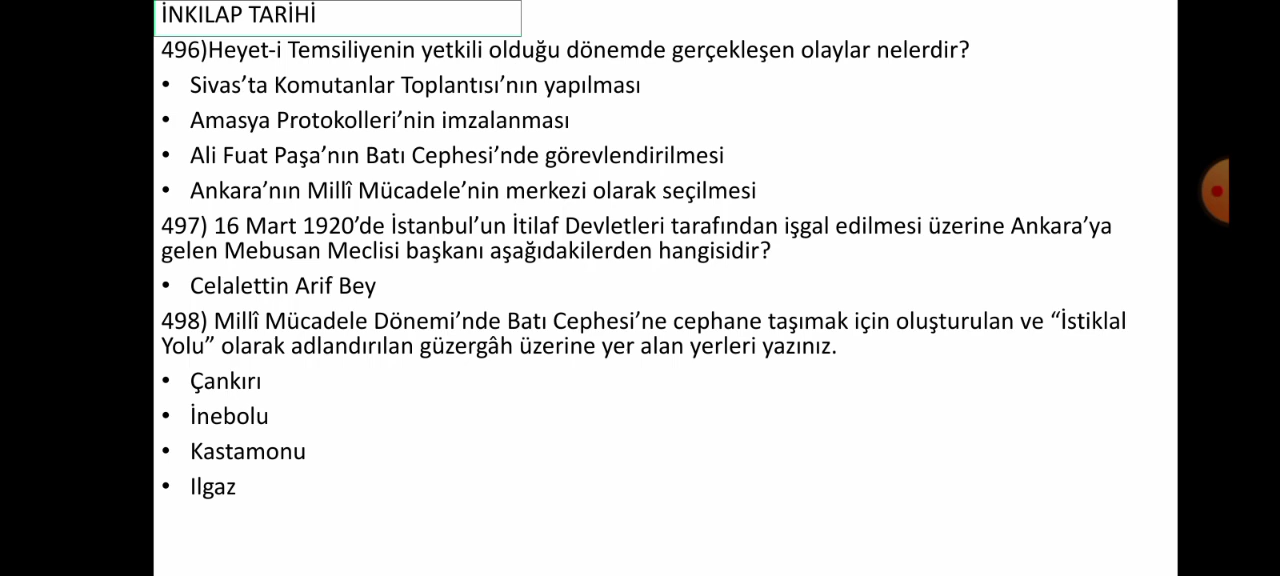 İNKILAP TARİHİ
496)Heyet-i Temsiliyenin yetkili olduğu dönemde gerçekleşen olaylar nelerdir?
• Sivas’ta Komutanlar Toplantısı’nın yapılması
• Amasya Protokolleri’nin imzalanması
• Ali Fuat Paşa’nın Batı Cephesi’nde görevlendirilmesi
• Ankara’nın Millî Mücadele’nin merkezi olarak seçilmesi
497) 16 Mart 1920’de İstanbul’un İtilaf Devletleri tarafından işgal edilmesi üzerine Ankara’ya
gelen Mebusan Meclisi başkanı aşağıdakilerden hangisidir?
• Celalettin Arif Bey
498) Millî Mücadele Dönemi’nde Batı Cephesi’ne cephane taşımak için oluşturulan ve “İstiklal
Yolu” olarak adlandırılan güzergâh üzerine yer alan yerleri yazınız.
• Çankırı
• İnebolu
• Kastamonu
• Ilgaz